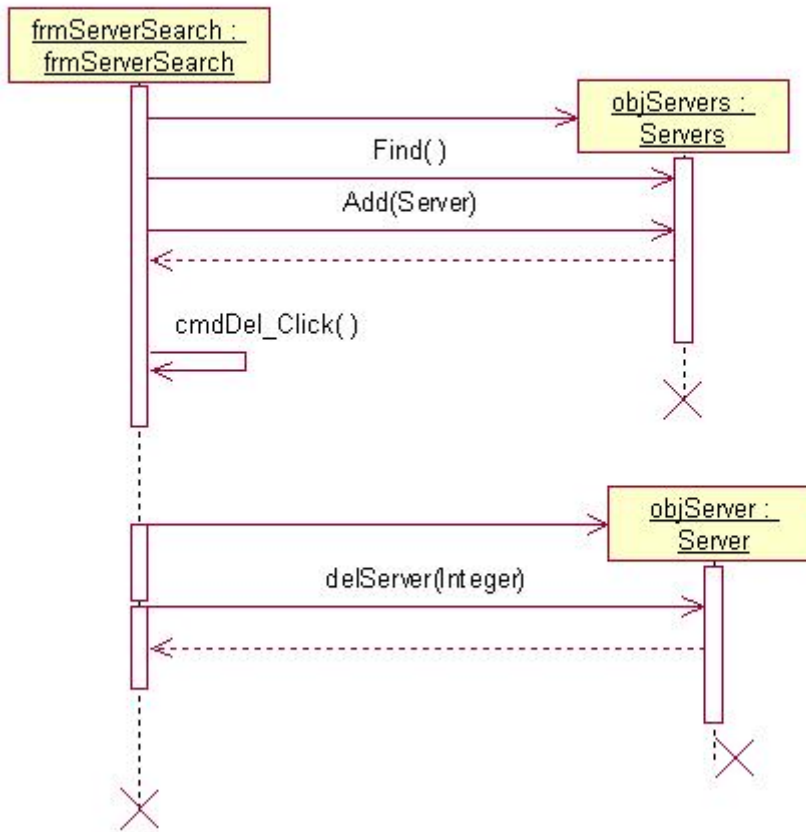 frmServerSearch :
frmServerSearch
objServers :
Servers
Find( )
Add(Server)
cmdDel_Click( )
objServer :
Server
delServer(Integer)